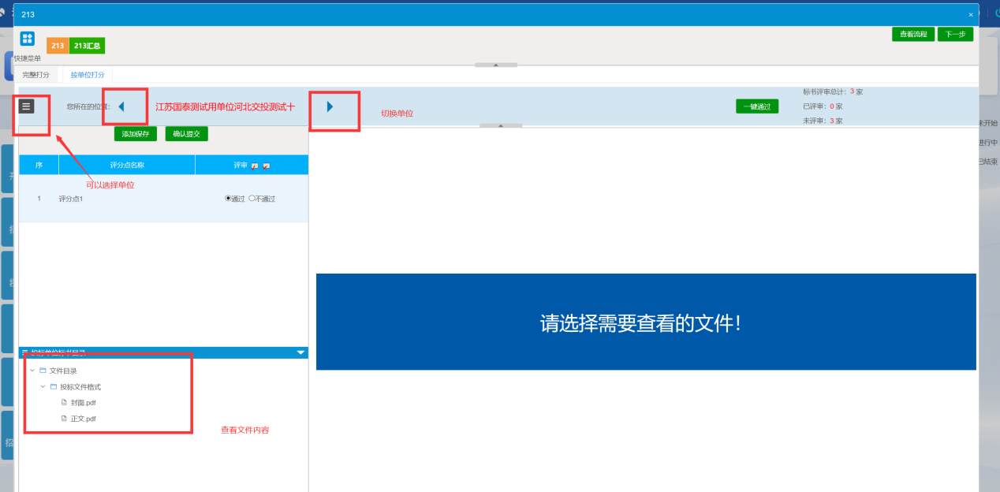 213
×
213
213汇总
快捷菜单
查看流程
下一步
完整打分
按单位打分
您所在的位置:
江苏国泰测试用单位河北交投测试十
切换单位
一键通过
标书评审总计：3 家
已评审：0 家
未评审：3 家
添加保存
确认提交
序
评分点名称
评审
可以选择单位
1
评分点1
通过
不通过
请选择需要查看的文件！
文件目录
投标文件格式
封面.pdf
正文.pdf
查看文件内容
未开始
进行中
已结束
招